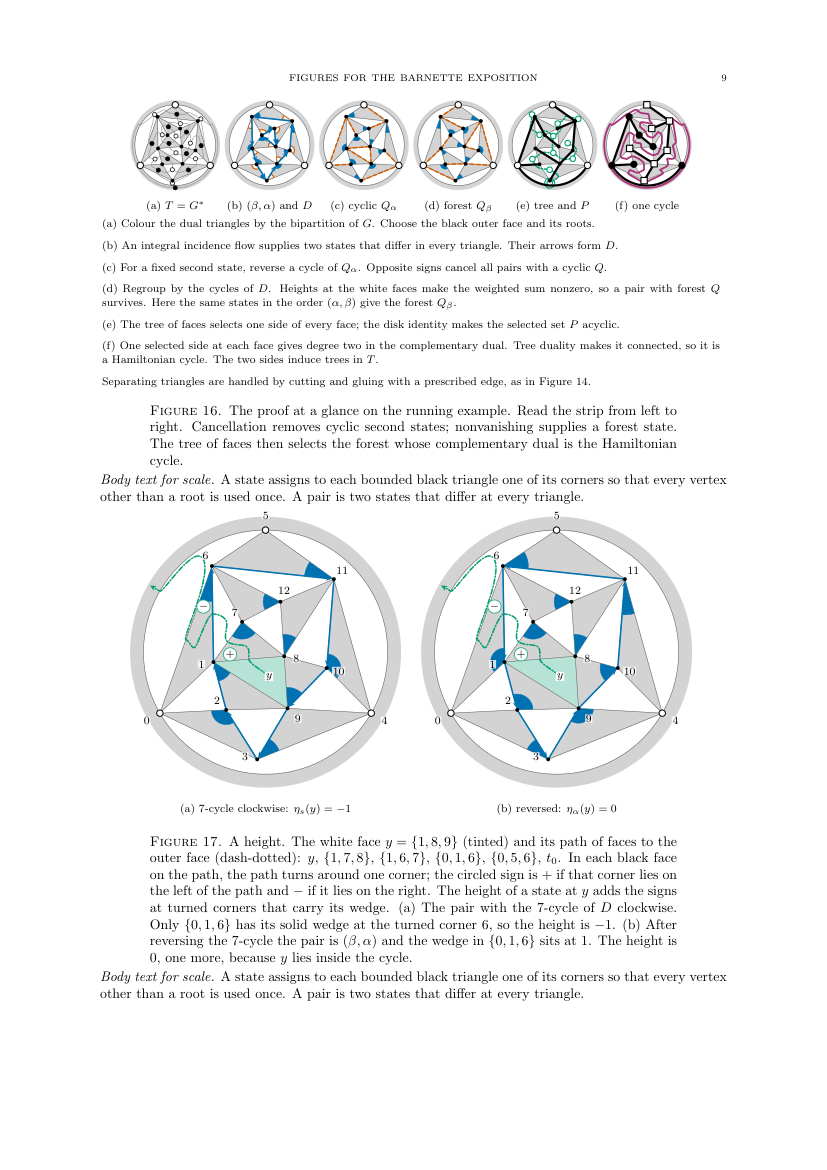 FIGURES FOR THE BARNETTE EXPOSITION 9
(a) T = G* (b) (β, α) and D (c) cyclic Qα (d) forest Qβ (e) tree and P (f) one cycle
(a) Colour the dual triangles by the bipartition of G. Choose the black outer face and its roots.
(b) An integral incidence flow supplies two states that differ in every triangle. Their arrows form D.
(c) For a fixed second state, reverse a cycle of Qα. Opposite signs cancel all pairs with a cyclic Q.
(d) Regroup by the cycles of D. Heights at the white faces make the weighted sum nonzero, so a pair with forest Q
survives. Here the same states in the order (α, β) give the forest Qβ.
(e) The tree of faces selects one side of every face; the disk identity makes the selected set P acyclic.
(f) One selected side at each face gives degree two in the complementary dual. Tree duality makes it connected, so it is
a Hamiltonian cycle. The two sides induce trees in T.
Separating triangles are handled by cutting and gluing with a prescribed edge, as in Figure 14.
FIGURE 16. The proof at a glance on the running example. Read the strip from left to
right. Cancellation removes cyclic second states; nonvanishing supplies a forest state.
The tree of faces then selects the forest whose complementary dual is the Hamiltonian
cycle.
Body text for scale. A state assigns to each bounded black triangle one of its corners so that every vertex
other than a root is used once. A pair is two states that differ at every triangle.
5
6
11
12
7
−
+
1
8
y
10
2
9
0
4
3
5
6
11
12
7
−
+
1
8
y
10
2
9
0
4
3
(a) 7-cycle clockwise: ηs(y) = −1 (b) reversed: ηα(y) = 0
FIGURE 17. A height. The white face y = {1, 8, 9} (tinted) and its path of faces to the
outer face (dash-dotted): y, {1, 7, 8}, {1, 6, 7}, {0, 1, 6}, {0, 5, 6}, t0. In each black face
on the path, the path turns around one corner; the circled sign is + if that corner lies on
the left of the path and − if it lies on the right. The height of a state at y adds the signs
at turned corners that carry its wedge. (a) The pair with the 7-cycle of D clockwise.
Only {0, 1, 6} has its solid wedge at the turned corner 6, so the height is −1. (b) After
reversing the 7-cycle the pair is (β, α) and the wedge in {0, 1, 6} sits at 1. The height is
0, one more, because y lies inside the cycle.
Body text for scale. A state assigns to each bounded black triangle one of its corners so that every vertex
other than a root is used once. A pair is two states that differ at every triangle.